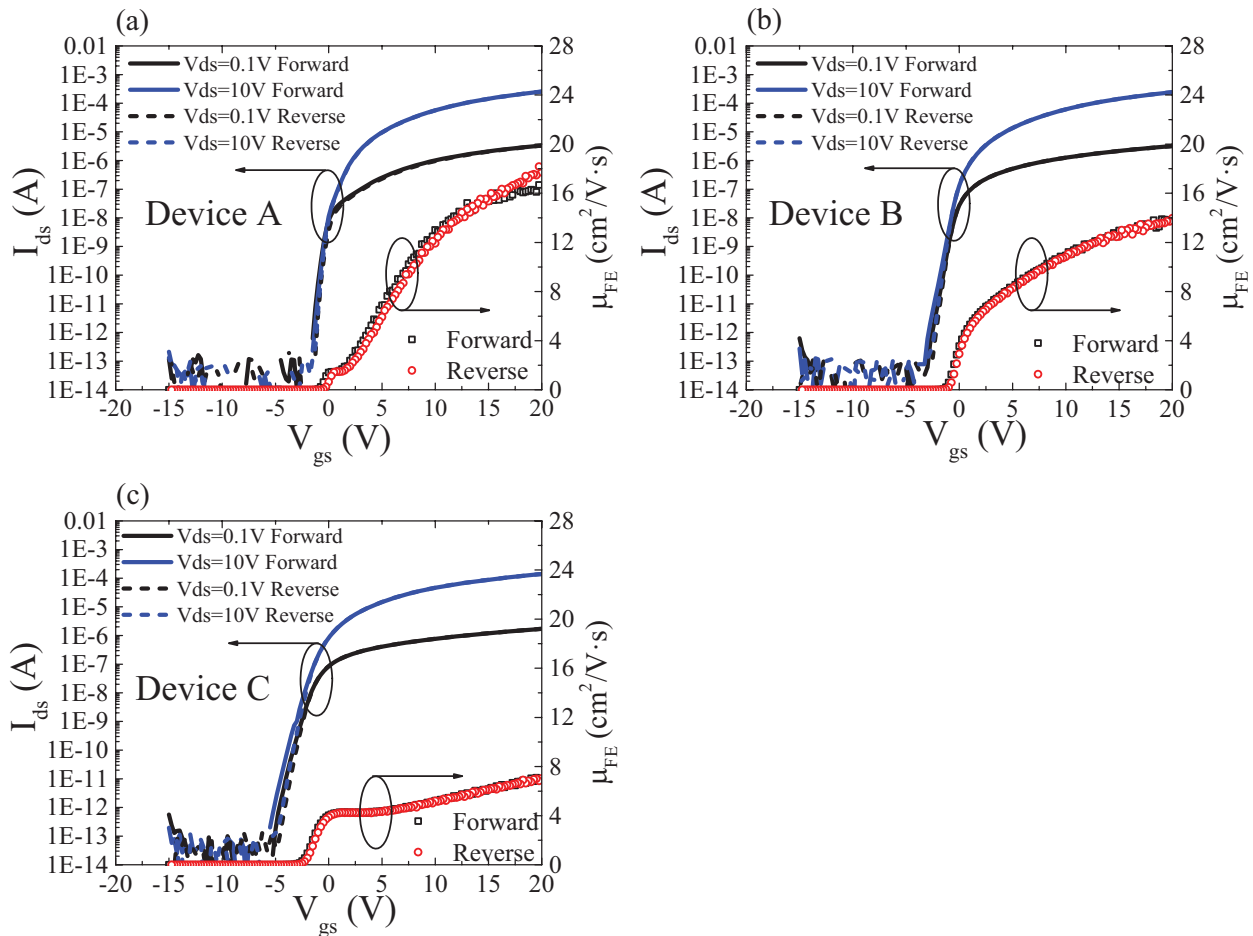 (a)
0.01
1E-3
1E-4
1E-5
1E-6
1E-7
1E-8
1E-9
1E-10
1E-11
1E-12
1E-13
1E-14
I_ds (A)
Vds=0.1V Forward
Vds=10V Forward
Vds=0.1V Reverse
Vds=10V Reverse
Device A
Forward
Reverse
28
24
20
16
12
8
4
0
μ_FE (cm²/V·s)
-20 -15 -10 -5 0 5 10 15 20
V_gs (V)
(b)
0.01
1E-3
1E-4
1E-5
1E-6
1E-7
1E-8
1E-9
1E-10
1E-11
1E-12
1E-13
1E-14
I_ds (A)
Vds=0.1V Forward
Vds=10V Forward
Vds=0.1V Reverse
Vds=10V Reverse
Device B
Forward
Reverse
28
24
20
16
12
8
4
0
μ_FE (cm²/V·s)
-20 -15 -10 -5 0 5 10 15 20
V_gs (V)
(c)
0.01
1E-3
1E-4
1E-5
1E-6
1E-7
1E-8
1E-9
1E-10
1E-11
1E-12
1E-13
1E-14
I_ds (A)
Vds=0.1V Forward
Vds=10V Forward
Vds=0.1V Reverse
Vds=10V Reverse
Device C
Forward
Reverse
28
24
20
16
12
8
4
0
μ_FE (cm²/V·s)
-20 -15 -10 -5 0 5 10 15 20
V_gs (V)